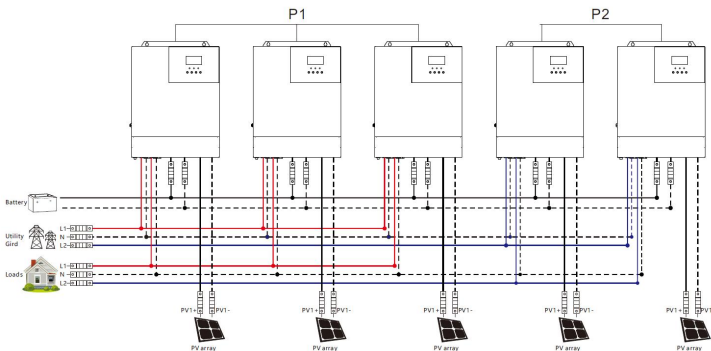 P1
P2
Battery
Utility
Gird
L1
N
L2
Loads
L1
N
L2
PV1+ PV1-
PV1+ PV1-
PV1+ PV1-
PV1+ PV1-
PV1+ PV1
PV array
PV array
PV array
PV array
PV array